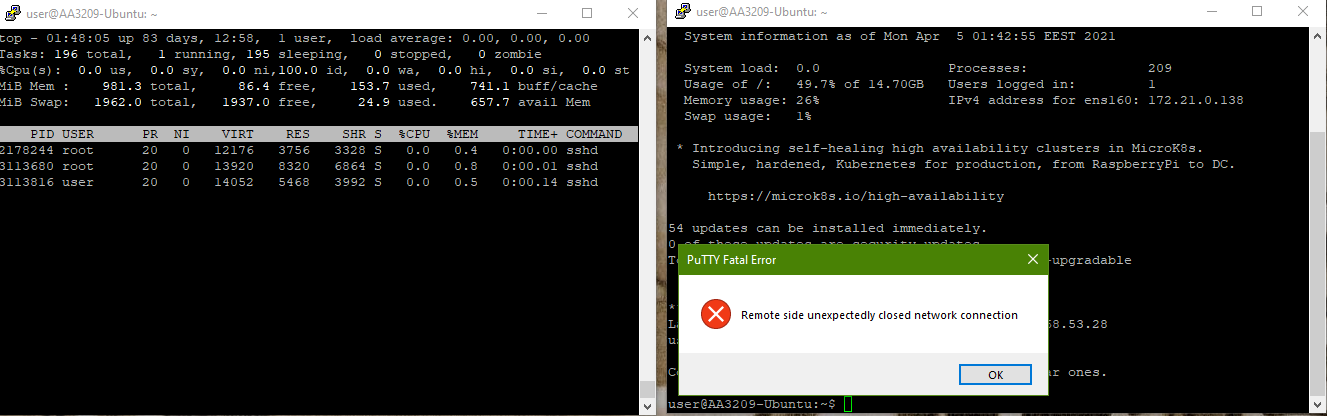 user@AA3209-Ubuntu: ~
top - 01:48:05 up 83 days, 12:58,  1 user,  load average: 0.00, 0.00, 0.00
Tasks: 196 total,   1 running, 195 sleeping,   0 stopped,   0 zombie
%Cpu(s):  0.0 us,  0.0 sy,  0.0 ni,100.0 id,  0.0 wa,  0.0 hi,  0.0 si,  0.0 st
MiB Mem :    981.3 total,     86.4 free,    153.7 used,    741.1 buff/cache
MiB Swap:   1962.0 total,   1937.0 free,     24.9 used.    657.7 avail Mem
PID USER      PR  NI    VIRT    RES    SHR S  %CPU  %MEM     TIME+ COMMAND
2178244 root      20   0   12176   3756   3328 S   0.0   0.4   0:00.00 sshd
3113680 root      20   0   13920   8320   6864 S   0.0   0.8   0:00.01 sshd
3113816 user      20   0   14052   5468   3992 S   0.0   0.5   0:00.14 sshd
user@AA3209-Ubuntu: ~
System information as of Mon Apr  5 01:42:55 EEST 2021
System load:  0.0                Processes:               209
Usage of /:   49.7% of 14.70GB   Users logged in:         1
Memory usage: 26%                IPv4 address for ens160: 172.21.0.138
Swap usage:   1%
* Introducing self-healing high availability clusters in MicroK8s.
Simple, hardened, Kubernetes for production, from RaspberryPi to DC.
https://microk8s.io/high-availability
54 updates can be installed immediately.
0 of these updates are security updates.
-upgradable
PuTTY Fatal Error
Remote side unexpectedly closed network connection
OK
8.53.28
ones.
user@AA3209-Ubuntu:~$